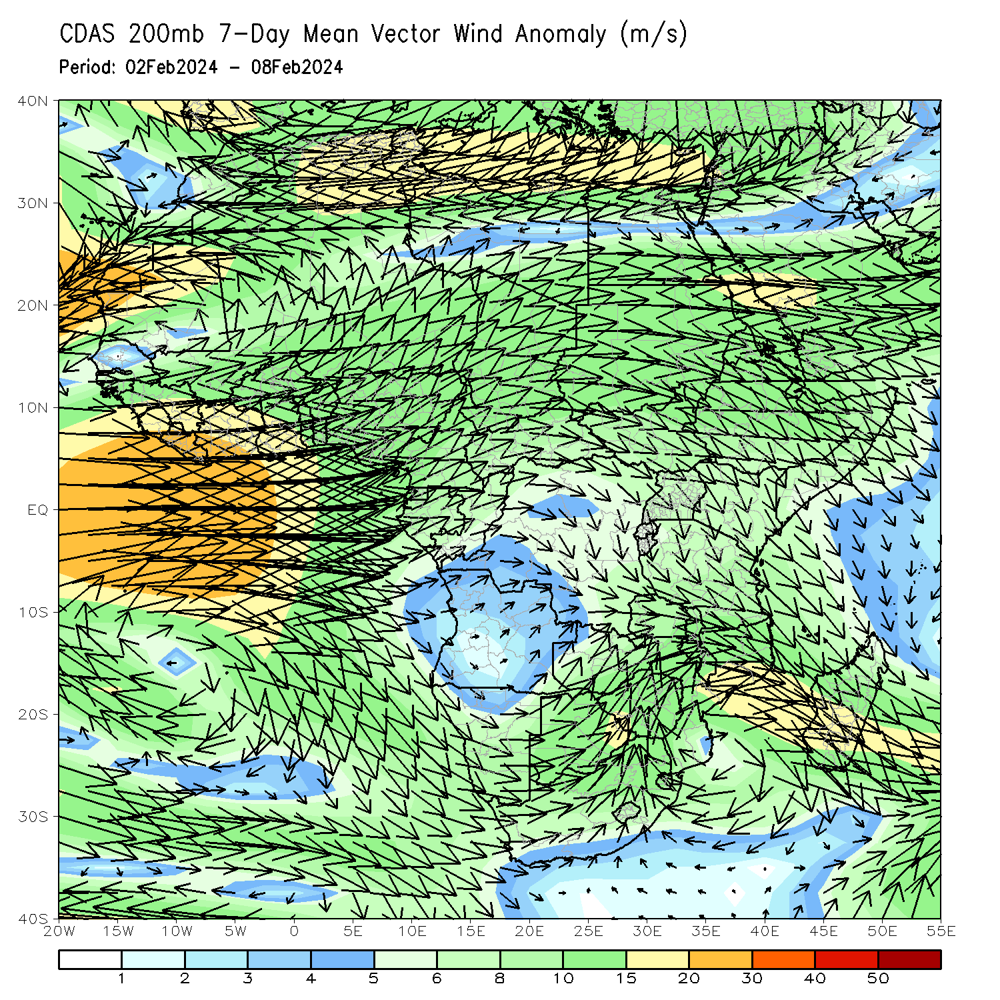 CDAS 200mb 7-Day Mean Vector Wind Anomaly (m/s)
Period: 02Feb2024 - 08Feb2024
40N
30N
20N
10N
EQ
10S
20S
30S
40S
20W 15W 10W 5W 0 5E 10E 15E 20E 25E 30E 35E 40E 45E 50E 55E
1 2 3 4 5 6 8 10 15 20 30 40 50